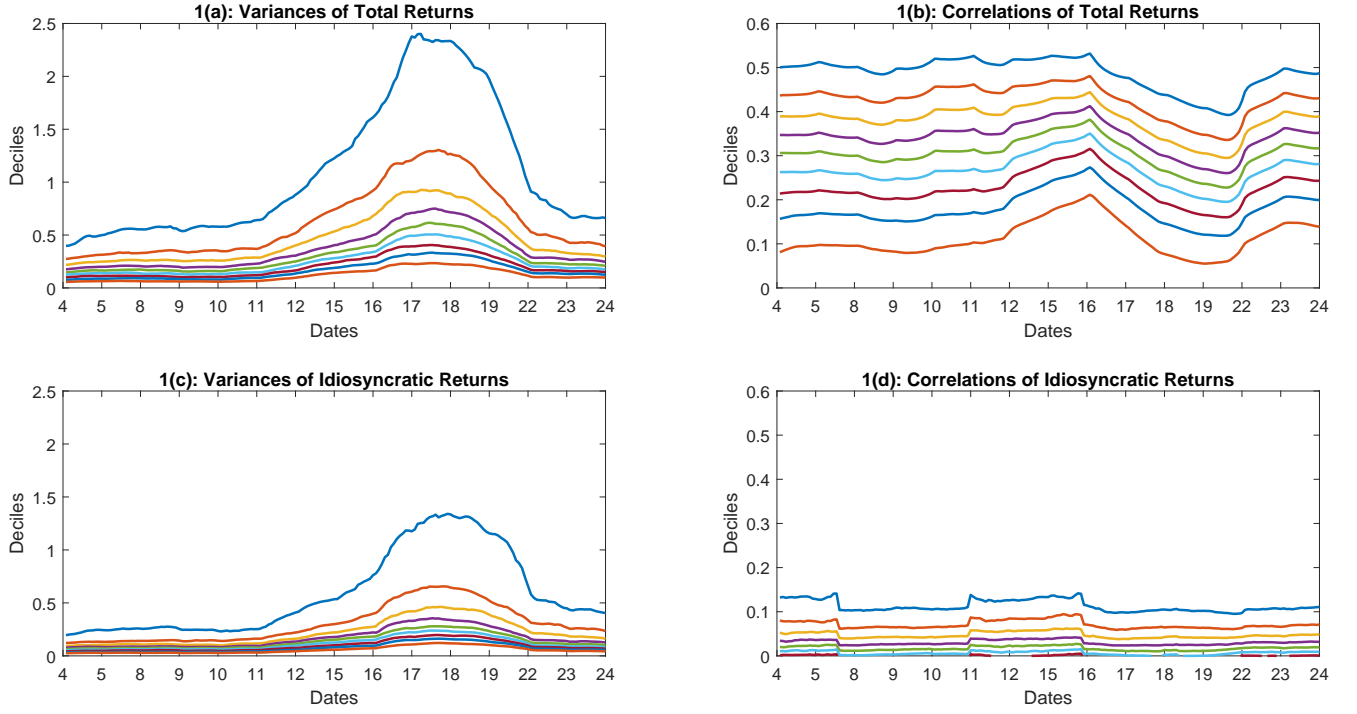 1(a): Variances of Total Returns
2.5
2
1.5
1
0.5
0
Deciles
4 5 8 9 10 11 12 15 16 17 18 19 22 23 24
Dates
1(b): Correlations of Total Returns
0.6
0.5
0.4
0.3
0.2
0.1
0
Deciles
4 5 8 9 10 11 12 15 16 17 18 19 22 23 24
Dates
1(c): Variances of Idiosyncratic Returns
2.5
2
1.5
1
0.5
0
Deciles
4 5 8 9 10 11 12 15 16 17 18 19 22 23 24
Dates
1(d): Correlations of Idiosyncratic Returns
0.6
0.5
0.4
0.3
0.2
0.1
0
Deciles
4 5 8 9 10 11 12 15 16 17 18 19 22 23 24
Dates